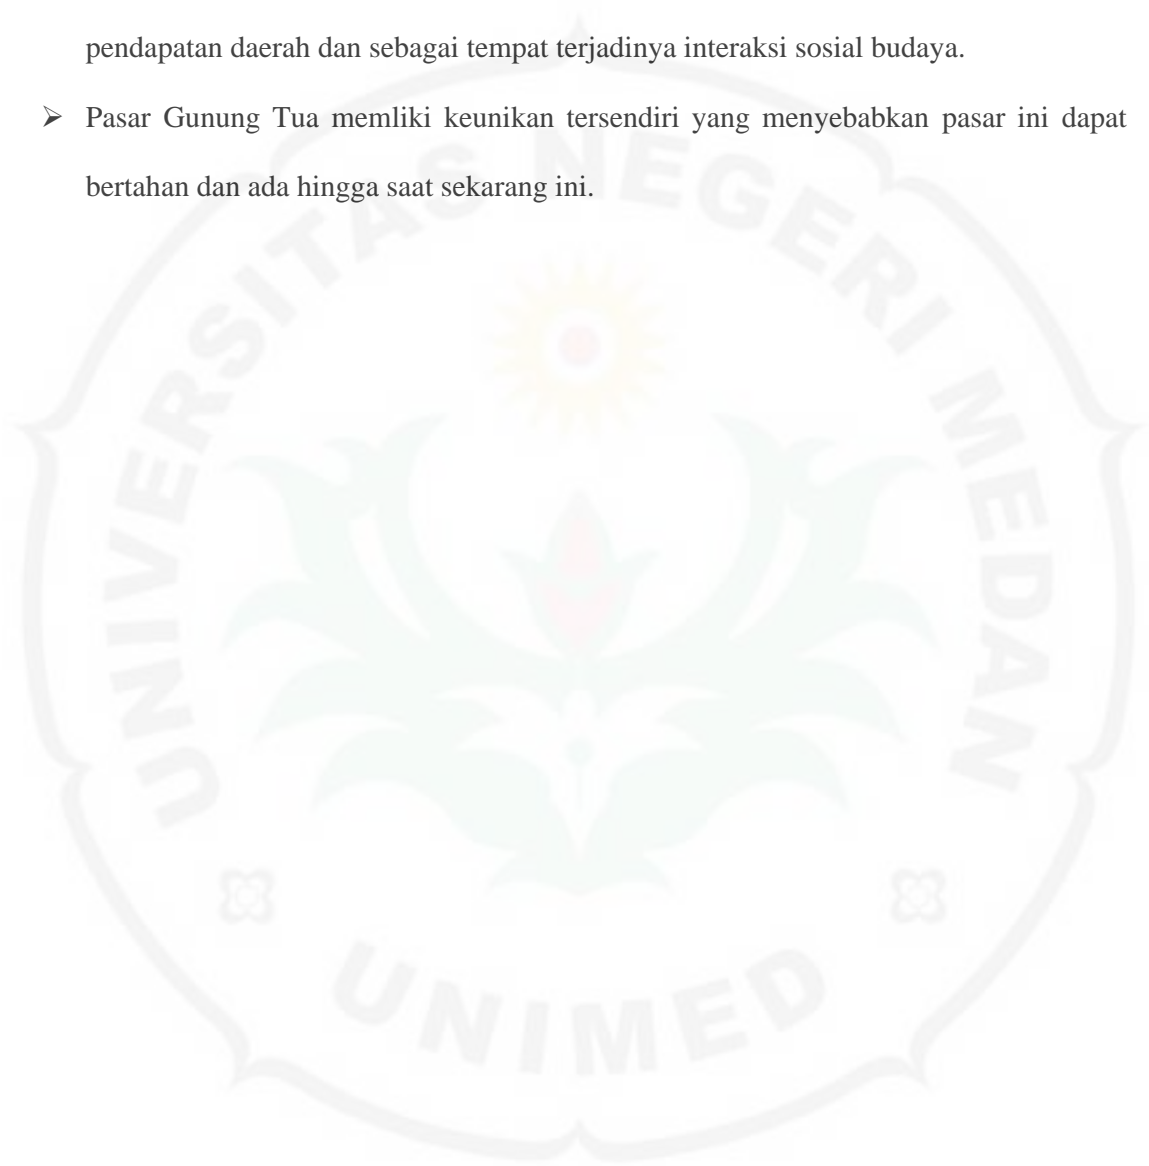 pendapatan daerah dan sebagai tempat terjadinya interaksi sosial budaya.
➢ Pasar Gunung Tua memliki keunikan tersendiri yang menyebabkan pasar ini dapat
bertahan dan ada hingga saat sekarang ini.
UNIVERSITAS NEGERI MEDAN
UNIMED